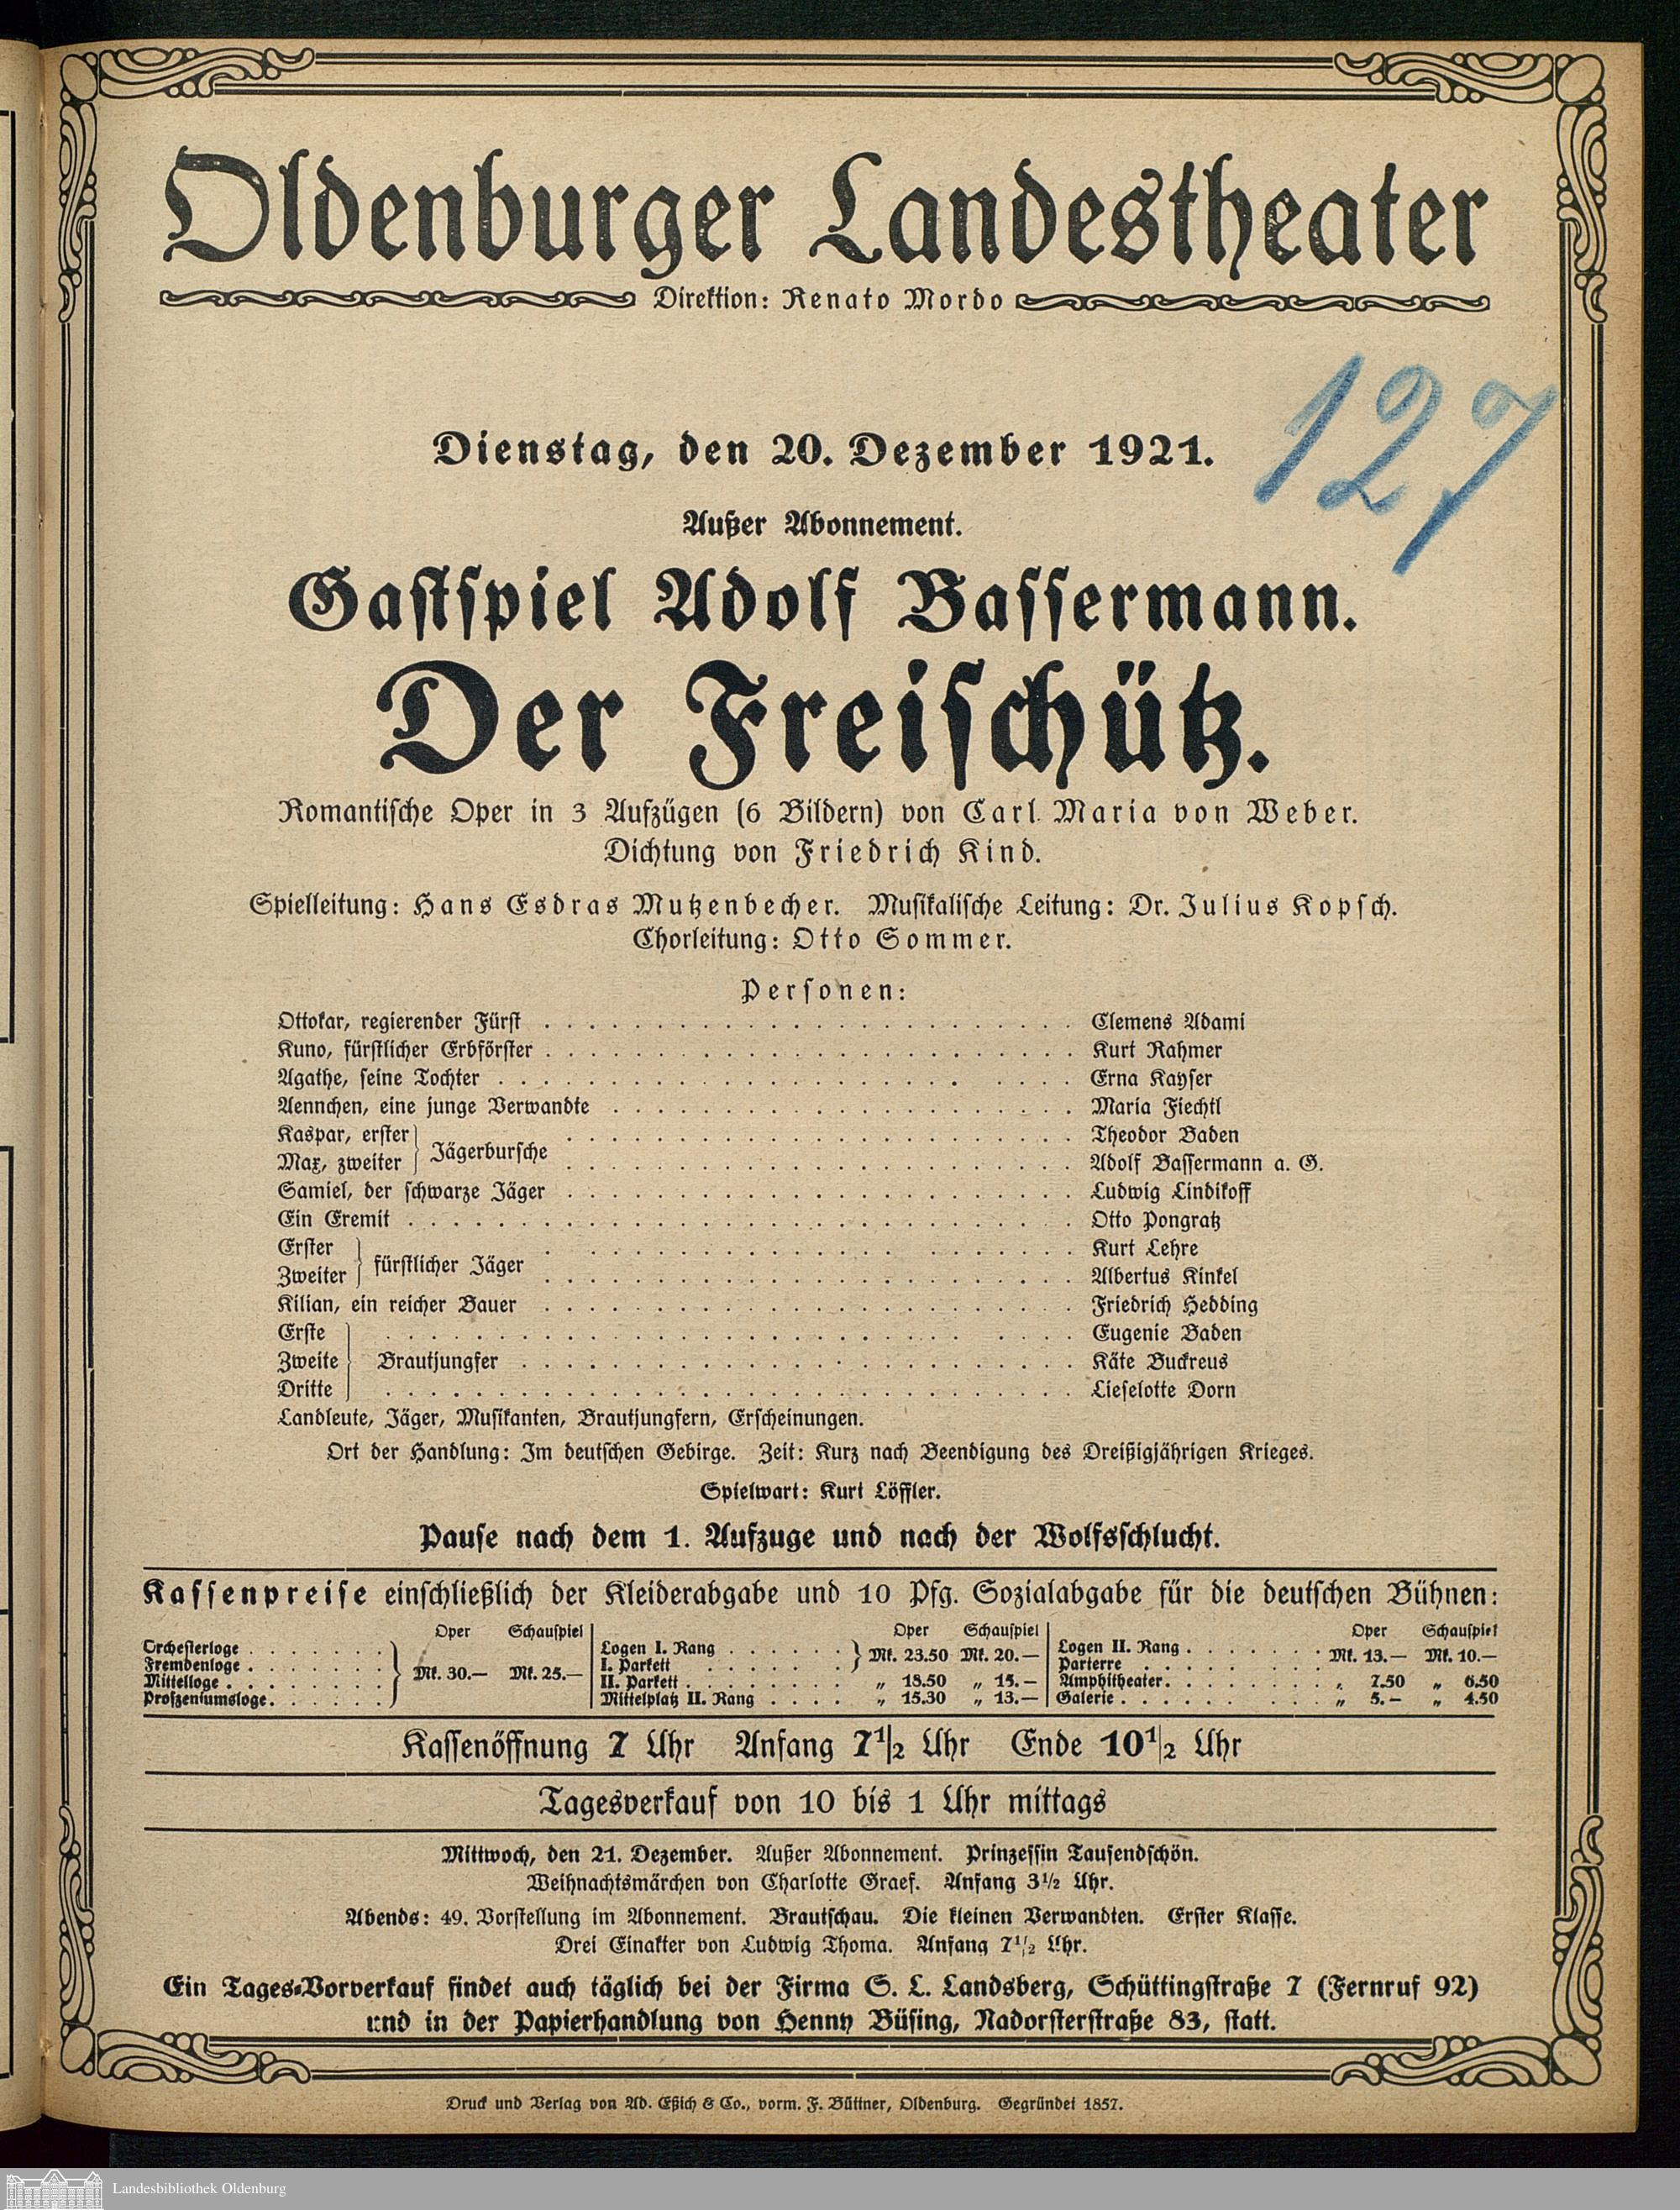 Oldenburger Landestheater
Direktion: Renato Mordo
127
Dienstag, den 20. Dezember 1921.
Außer Abonnement.
Gastspiel Adolf Bassermann.
Der Freischütz.
Romantische Oper in 3 Aufzügen (6 Bildern) von Carl Maria von Weber.
Dichtung von Friedrich Kind.
Spielleitung: Hans Esdras Mutzenbecher. Musikalische Leitung: Dr. Julius Kopsch.
Chorleitung: Otto Sommer.
Personen:
Ottokar, regierender Fürst . . . Clemens Adami
Kuno, fürstlicher Erbförster . . . Kurt Rahmer
Agathe, seine Tochter . . . Erna Kayser
Aennchen, eine junge Verwandte . . . Maria Fiechtl
Kaspar, erster } Jägerbursche . . . Theodor Baden
Max, zweiter } . . . Adolf Bassermann a. G.
Samiel, der schwarze Jäger . . . Ludwig Lindikoff
Ein Eremit . . . Otto Pongratz
Erster } fürstlicher Jäger . . . Kurt Lehre
Zweiter } . . . Albertus Kinkel
Kilian, ein reicher Bauer . . . Friedrich Hedding
Erste } . . . Eugenie Baden
Zweite } Brautjungfer . . . Käte Buckreus
Dritte } . . . Lieselotte Dorn
Landleute, Jäger, Musikanten, Brautjungfern, Erscheinungen.
Ort der Handlung: Im deutschen Gebirge. Zeit: Kurz nach Beendigung des Dreißigjährigen Krieges.
Spielwart: Kurt Löffler.
Pause nach dem 1. Aufzuge und nach der Wolfsschlucht.
Kassenpreise einschließlich der Kleiderabgabe und 10 Pfg. Sozialabgabe für die deutschen Bühnen:
Oper Schauspiel
Orchesterloge
Fremdenloge
Mittelloge
Proszeniumsloge
Mk. 30.— Mk. 25.—
Oper Schauspiel
Logen I. Rang
I. Parkett
Mk. 23.50 Mk. 20.—
II. Parkett „ 18.50 „ 15.—
Mittelplatz II. Rang „ 15.30 „ 13.—
Oper Schauspiel
Logen II. Rang Mk. 13.— Mk. 10.—
Parterre
Amphitheater „ 7.50 „ 6.50
Galerie „ 5.— „ 4.50
Kassenöffnung 7 Uhr Anfang 7 1/2 Uhr Ende 10 1/2 Uhr
Tagesverkauf von 10 bis 1 Uhr mittags
Mittwoch, den 21. Dezember. Außer Abonnement. Prinzessin Tausendschön.
Weihnachtsmärchen von Charlotte Graef. Anfang 3 1/2 Uhr.
Abends: 49. Vorstellung im Abonnement. Brautschau. Die kleinen Verwandten. Erster Klasse.
Drei Einakter von Ludwig Thoma. Anfang 7 1/2 Uhr.
Ein Tages-Vorverkauf findet auch täglich bei der Firma S. L. Landsberg, Schüttingstraße 7 (Fernruf 92)
und in der Papierhandlung von Henny Büsing, Nadorsterstraße 83, statt.
Druck und Verlag von Ad. Eßich & Co., vorm. F. Büttner, Oldenburg. Gegründet 1857.
Landesbibliothek Oldenburg